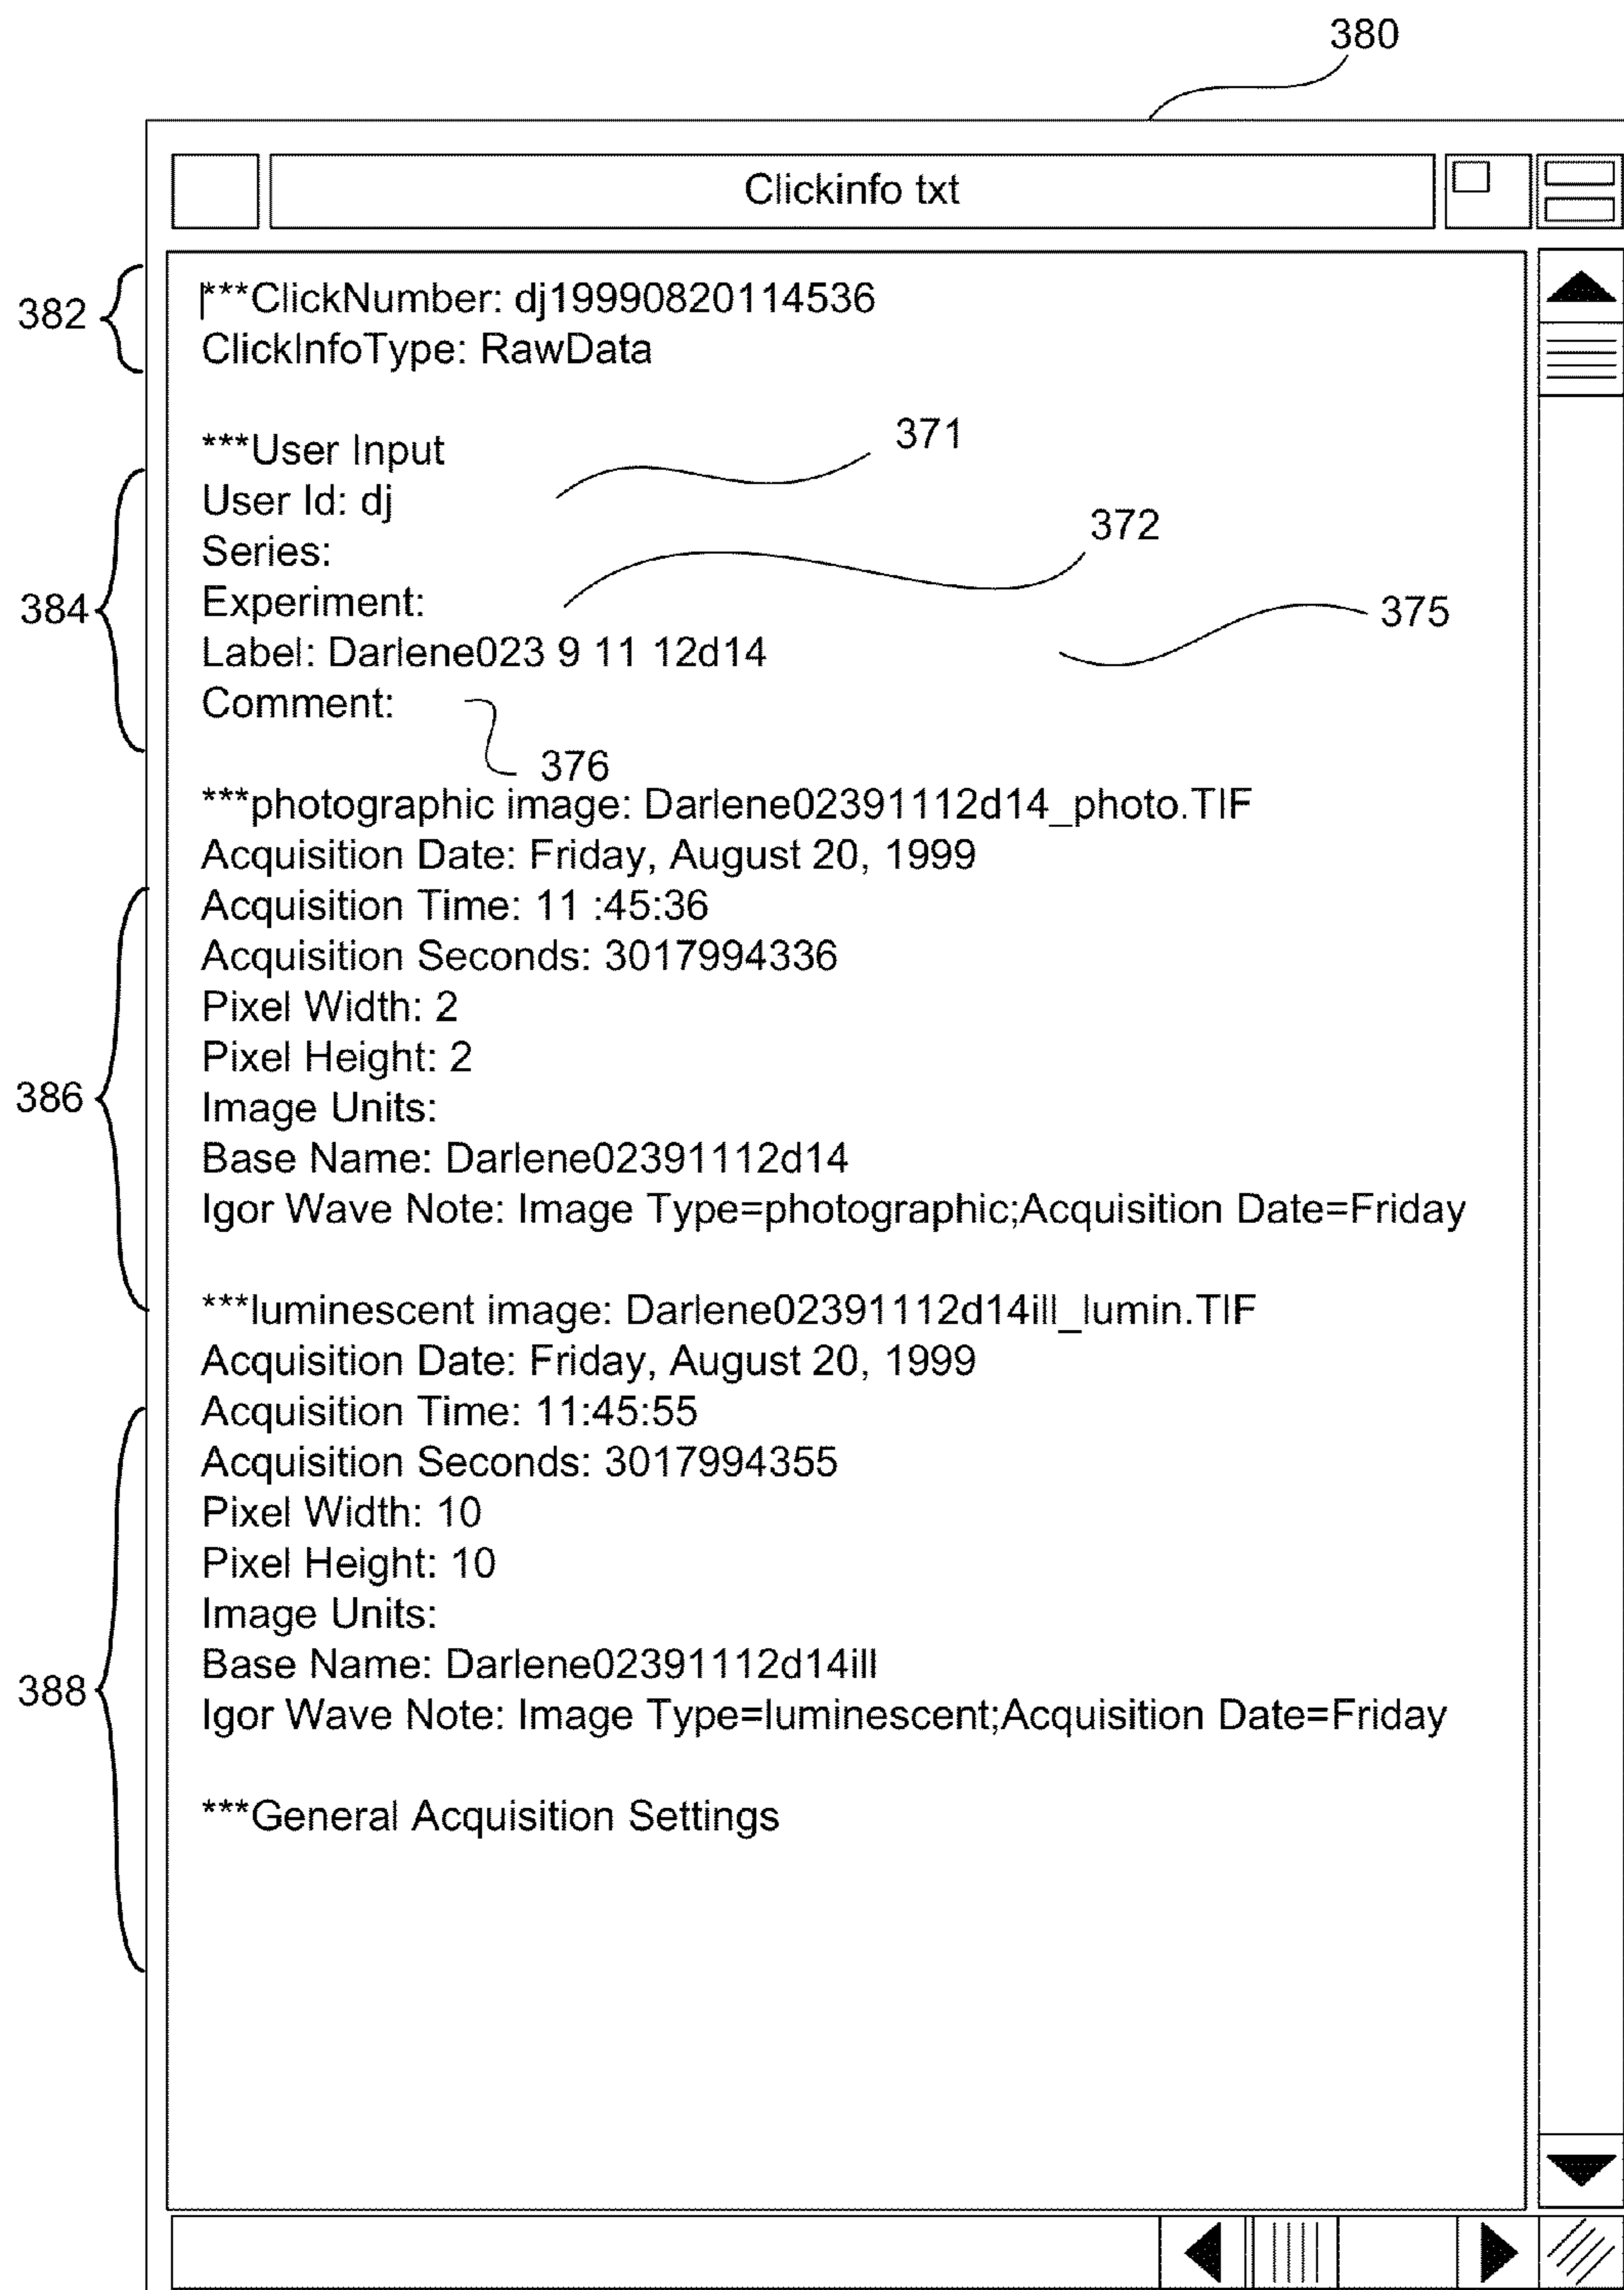 380
Clickinfo txt
382
***ClickNumber: dj19990820114536
ClickInfoType: RawData
***User Input
371
User Id: dj
Series:
372
Experiment:
384
375
Label: Darlene023 9 11 12d14
Comment:
376
***photographic image: Darlene02391112d14_photo.TIF
Acquisition Date: Friday, August 20, 1999
Acquisition Time: 11 :45:36
Acquisition Seconds: 3017994336
Pixel Width: 2
Pixel Height: 2
386
Image Units:
Base Name: Darlene02391112d14
Igor Wave Note: Image Type=photographic;Acquisition Date=Friday
***luminescent image: Darlene02391112d14ill_lumin.TIF
Acquisition Date: Friday, August 20, 1999
Acquisition Time: 11:45:55
Acquisition Seconds: 3017994355
Pixel Width: 10
Pixel Height: 10
Image Units:
Base Name: Darlene02391112d14ill
388
Igor Wave Note: Image Type=luminescent;Acquisition Date=Friday
***General Acquisition Settings